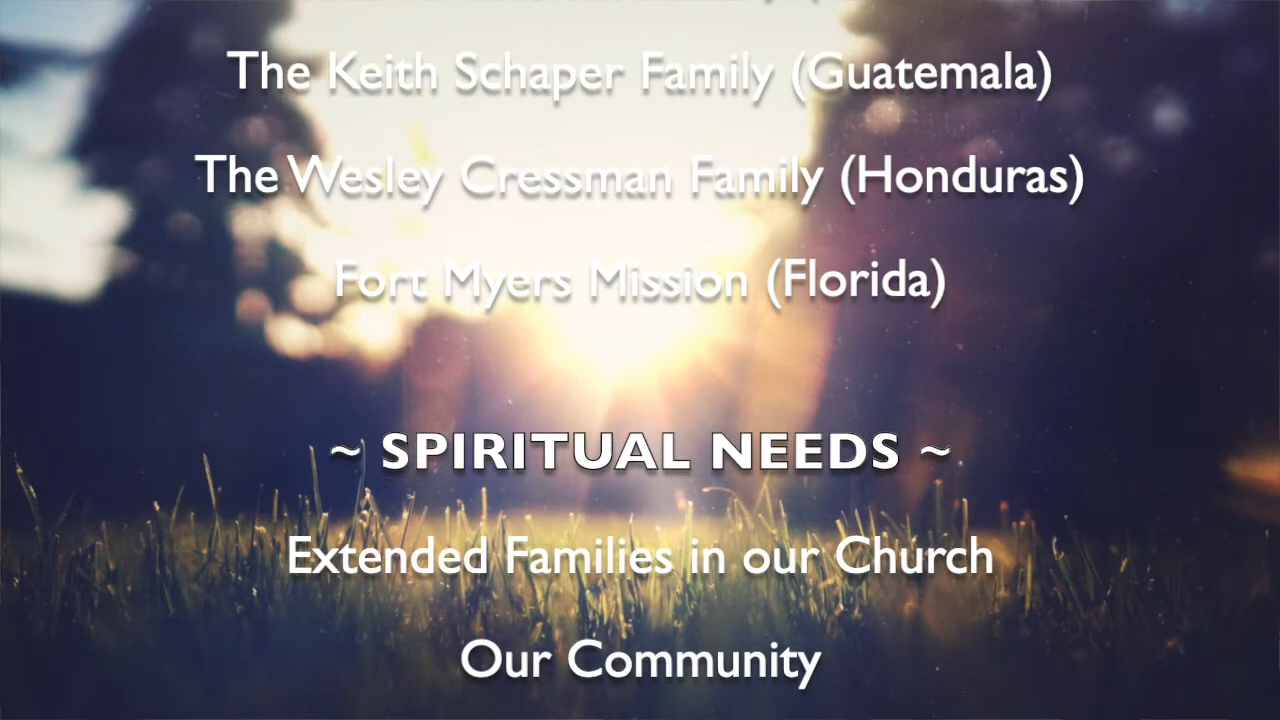 The Keith Schaper Family (Guatemala)
The Wesley Cressman Family (Honduras)
Fort Myers Mission (Florida)
~ SPIRITUAL NEEDS ~
Extended Families in our Church
Our Community